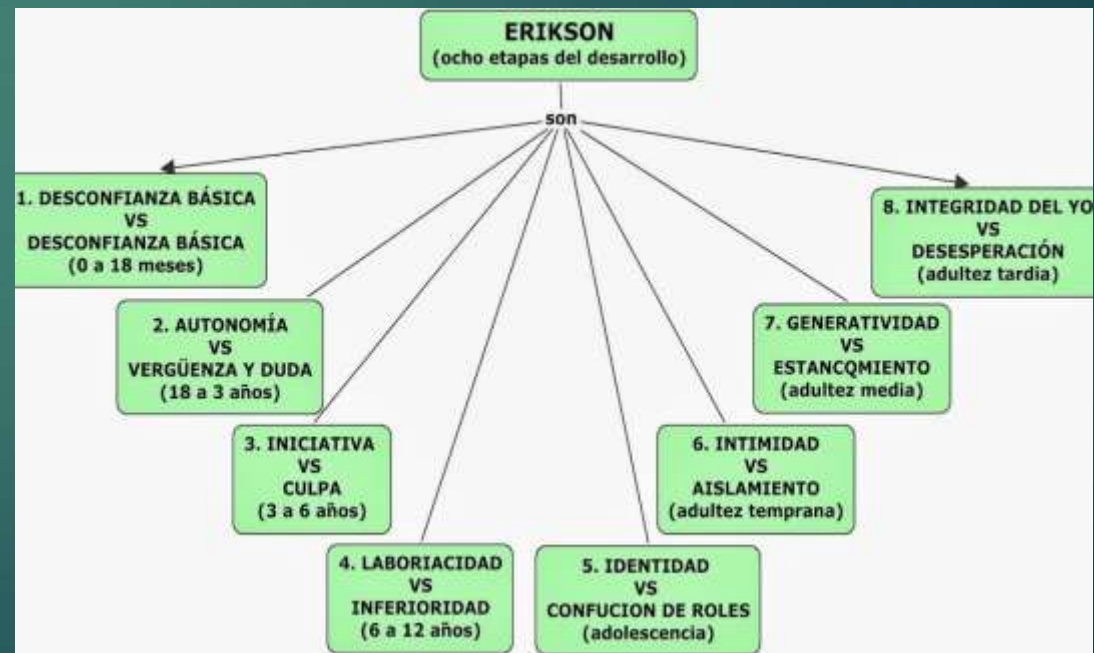 ERIKSON
(ocho etapas del desarrollo)
son
1. DESCONFIANZA BÁSICA
VS
DESCONFIANZA BÁSICA
(0 a 18 meses)
2. AUTONOMÍA
VS
VERGÜENZA Y DUDA
(18 a 3 años)
3. INICIATIVA
VS
CULPA
(3 a 6 años)
4. LABORIACIDAD
VS
INFERIORIDAD
(6 a 12 años)
5. IDENTIDAD
VS
CONFUCION DE ROLES
(adolescencia)
6. INTIMIDAD
VS
AISLAMIENTO
(adultez temprana)
7. GENERATIVIDAD
VS
ESTANCQMIENTO
(adultez media)
8. INTEGRIDAD DEL YO
VS
DESESPERACIÓN
(adultez tardia)